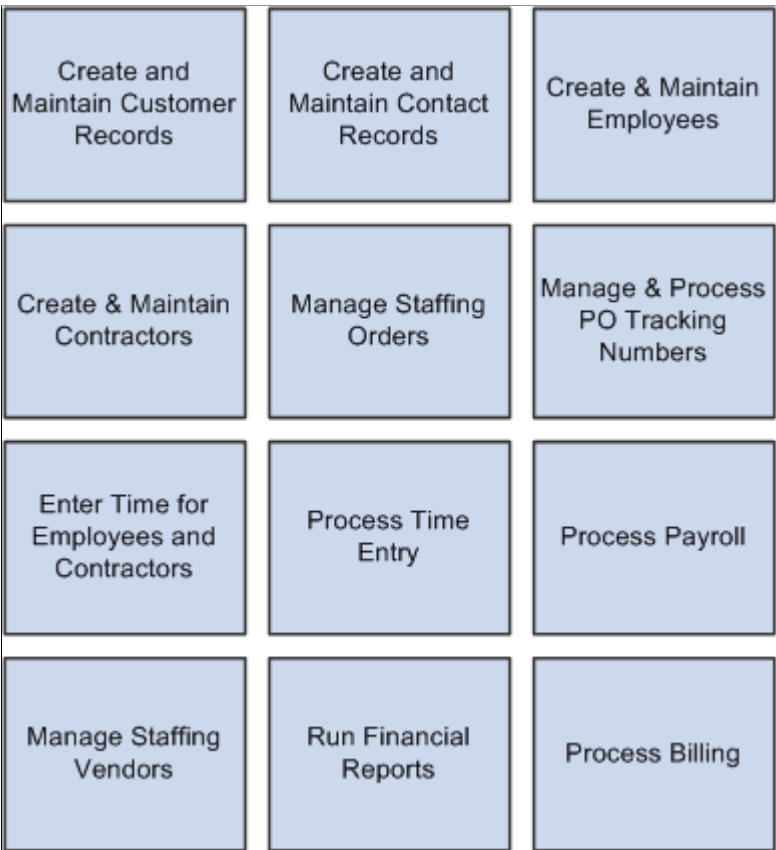 Create and
Maintain Customer
Records
Create and
Maintain Contact
Records
Create & Maintain
Employees
Create & Maintain
Contractors
Manage Staffing
Orders
Manage & Process
PO Tracking
Numbers
Enter Time for
Employees and
Contractors
Process Time
Entry
Process Payroll
Manage Staffing
Vendors
Run Financial
Reports
Process Billing